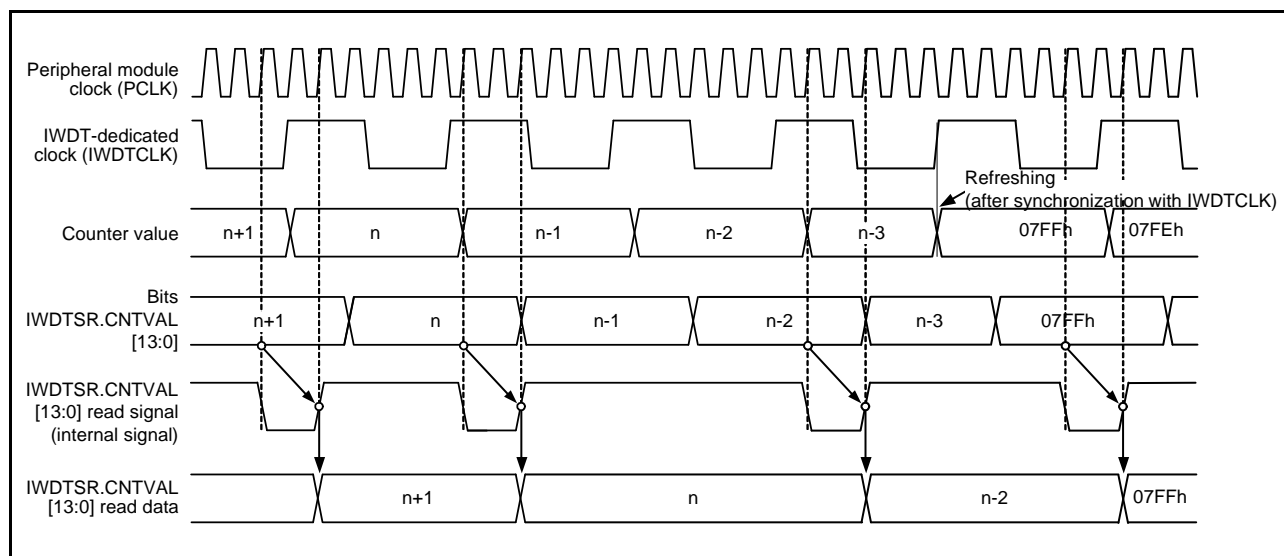 Peripheral module
clock (PCLK)
IWDT-dedicated
clock (IWDTCLK)
Refreshing
(after synchronization with IWDTCLK)
Counter value
n+1
n
n-1
n-2
n-3
07FFh
07FEh
Bits
IWDTSR.CNTVAL
[13:0]
n+1
n
n-1
n-2
n-3
07FFh
IWDTSR.CNTVAL
[13:0] read signal
(internal signal)
IWDTSR.CNTVAL
[13:0] read data
n+1
n
n-2
07FFh